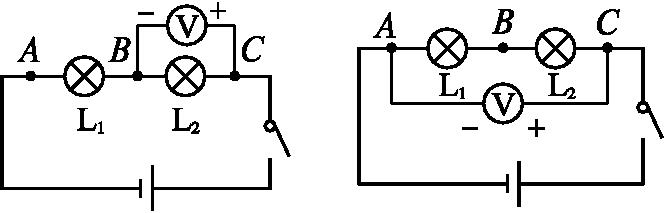 A B − V + C
L₁ L₂
A B C
L₁ L₂
V
− +